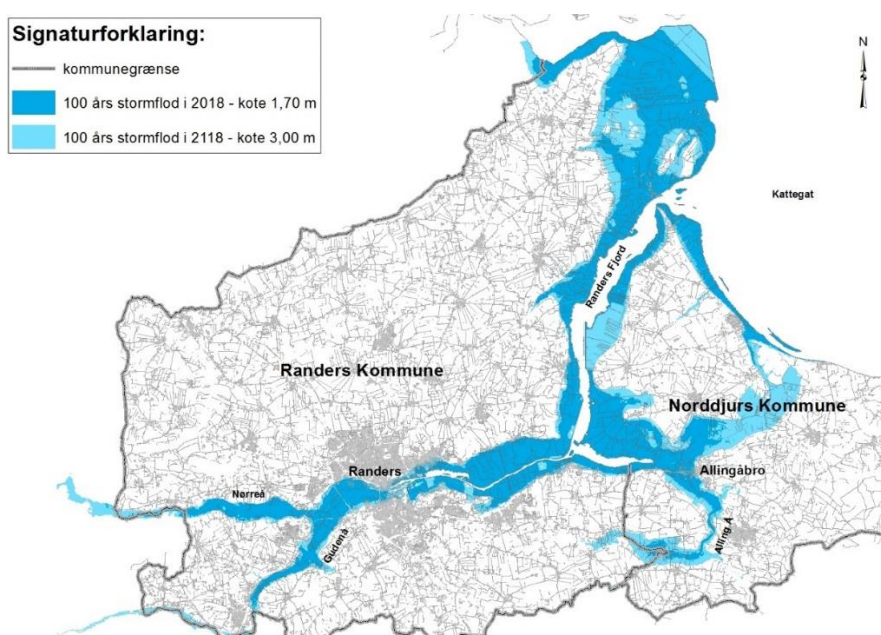 Signaturforklaring:
kommunegrænse
100 års stormflod i 2018 - kote 1,70 m
100 års stormflod i 2118 - kote 3,00 m
N
Kattegat
Randers Fjord
Randers Kommune
Norddjurs Kommune
Randers
Allingåbro
Nørreå
Gudenå
Alling Å